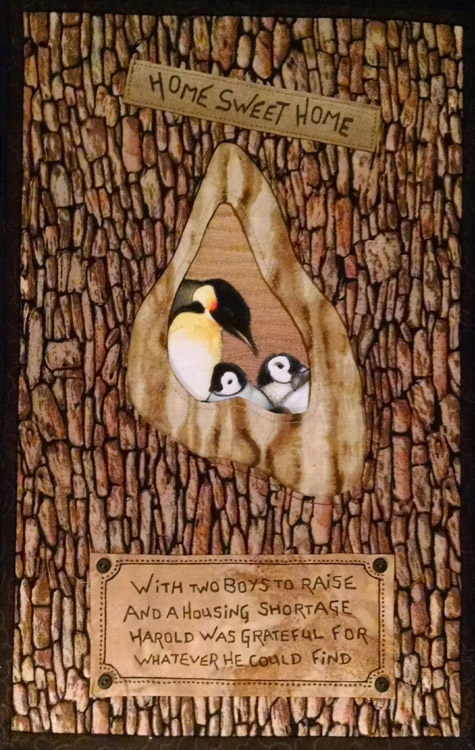 HOME SWEET HOME
WITH TWO BOYS TO RAISE
AND A HOUSING SHORTAGE
HAROLD WAS GRATEFUL FOR
WHATEVER HE COULD FIND